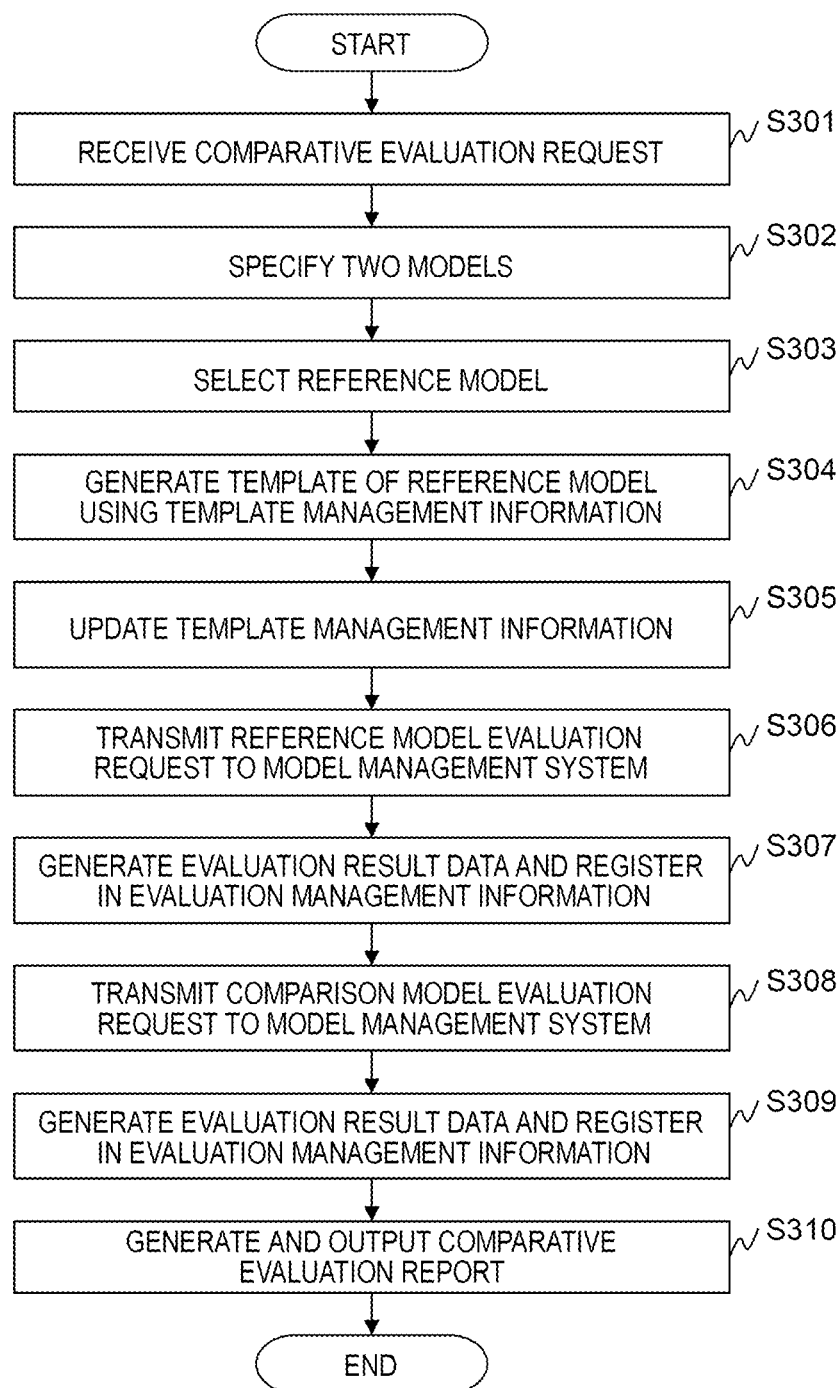 START
RECEIVE COMPARATIVE EVALUATION REQUEST
S301
SPECIFY TWO MODELS
S302
SELECT REFERENCE MODEL
S303
GENERATE TEMPLATE OF REFERENCE MODEL
USING TEMPLATE MANAGEMENT INFORMATION
S304
UPDATE TEMPLATE MANAGEMENT INFORMATION
S305
TRANSMIT REFERENCE MODEL EVALUATION
REQUEST TO MODEL MANAGEMENT SYSTEM
S306
GENERATE EVALUATION RESULT DATA AND REGISTER
IN EVALUATION MANAGEMENT INFORMATION
S307
TRANSMIT COMPARISON MODEL EVALUATION
REQUEST TO MODEL MANAGEMENT SYSTEM
S308
GENERATE EVALUATION RESULT DATA AND REGISTER
IN EVALUATION MANAGEMENT INFORMATION
S309
GENERATE AND OUTPUT COMPARATIVE
EVALUATION REPORT
S310
END